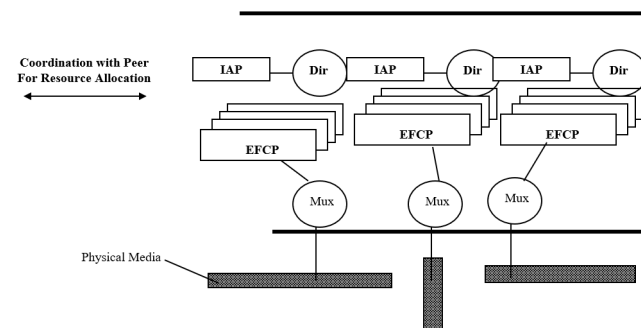 Coordination with Peer
For Resource Allocation
IAP
Dir
IAP
Dir
IAP
Dir
EFCP
EFCP
EFCP
Mux
Mux
Mux
Physical Media